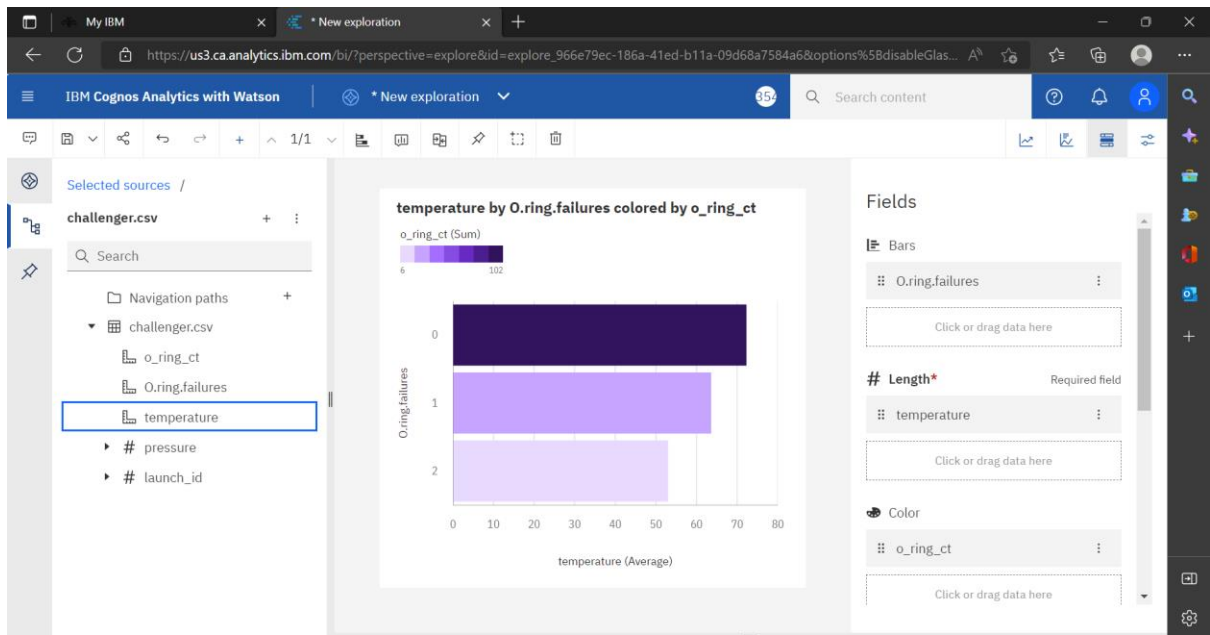 My IBM
* New exploration
https://us3.ca.analytics.ibm.com/bi/?perspective=explore&id=explore_966e79ec-186a-41ed-b11a-09d68a7584a6&options%5BdisableGlas...
IBM Cognos Analytics with Watson
* New exploration
354
Search content
1/1
Selected sources /
challenger.csv
Search
Navigation paths
challenger.csv
o_ring_ct
O.ring.failures
temperature
# pressure
# launch_id
temperature by O.ring.failures colored by o_ring_ct
o_ring_ct (Sum)
6 102
O.ring.failures
0
1
2
0 10 20 30 40 50 60 70 80
temperature (Average)
Fields
Bars
O.ring.failures
Click or drag data here
# Length* Required field
temperature
Click or drag data here
Color
o_ring_ct
Click or drag data here